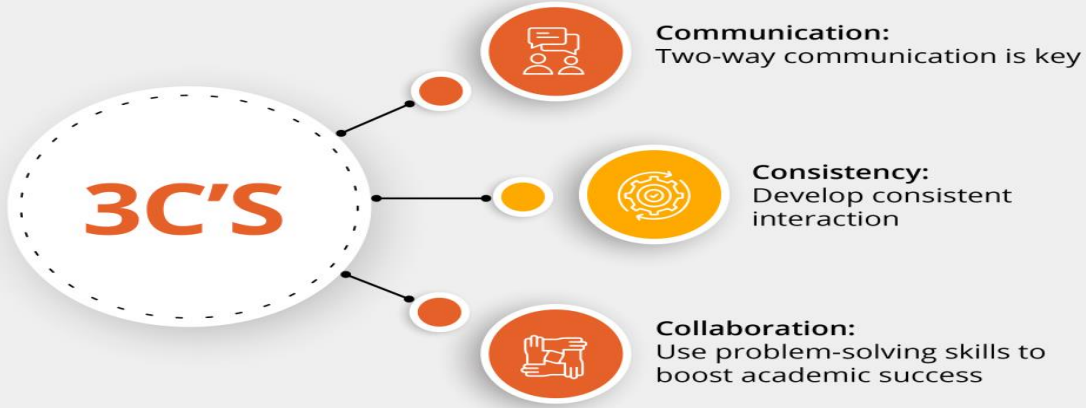 3C'S
Communication:
Two-way communication is key
Consistency:
Develop consistent
interaction
Collaboration:
Use problem-solving skills to
boost academic success